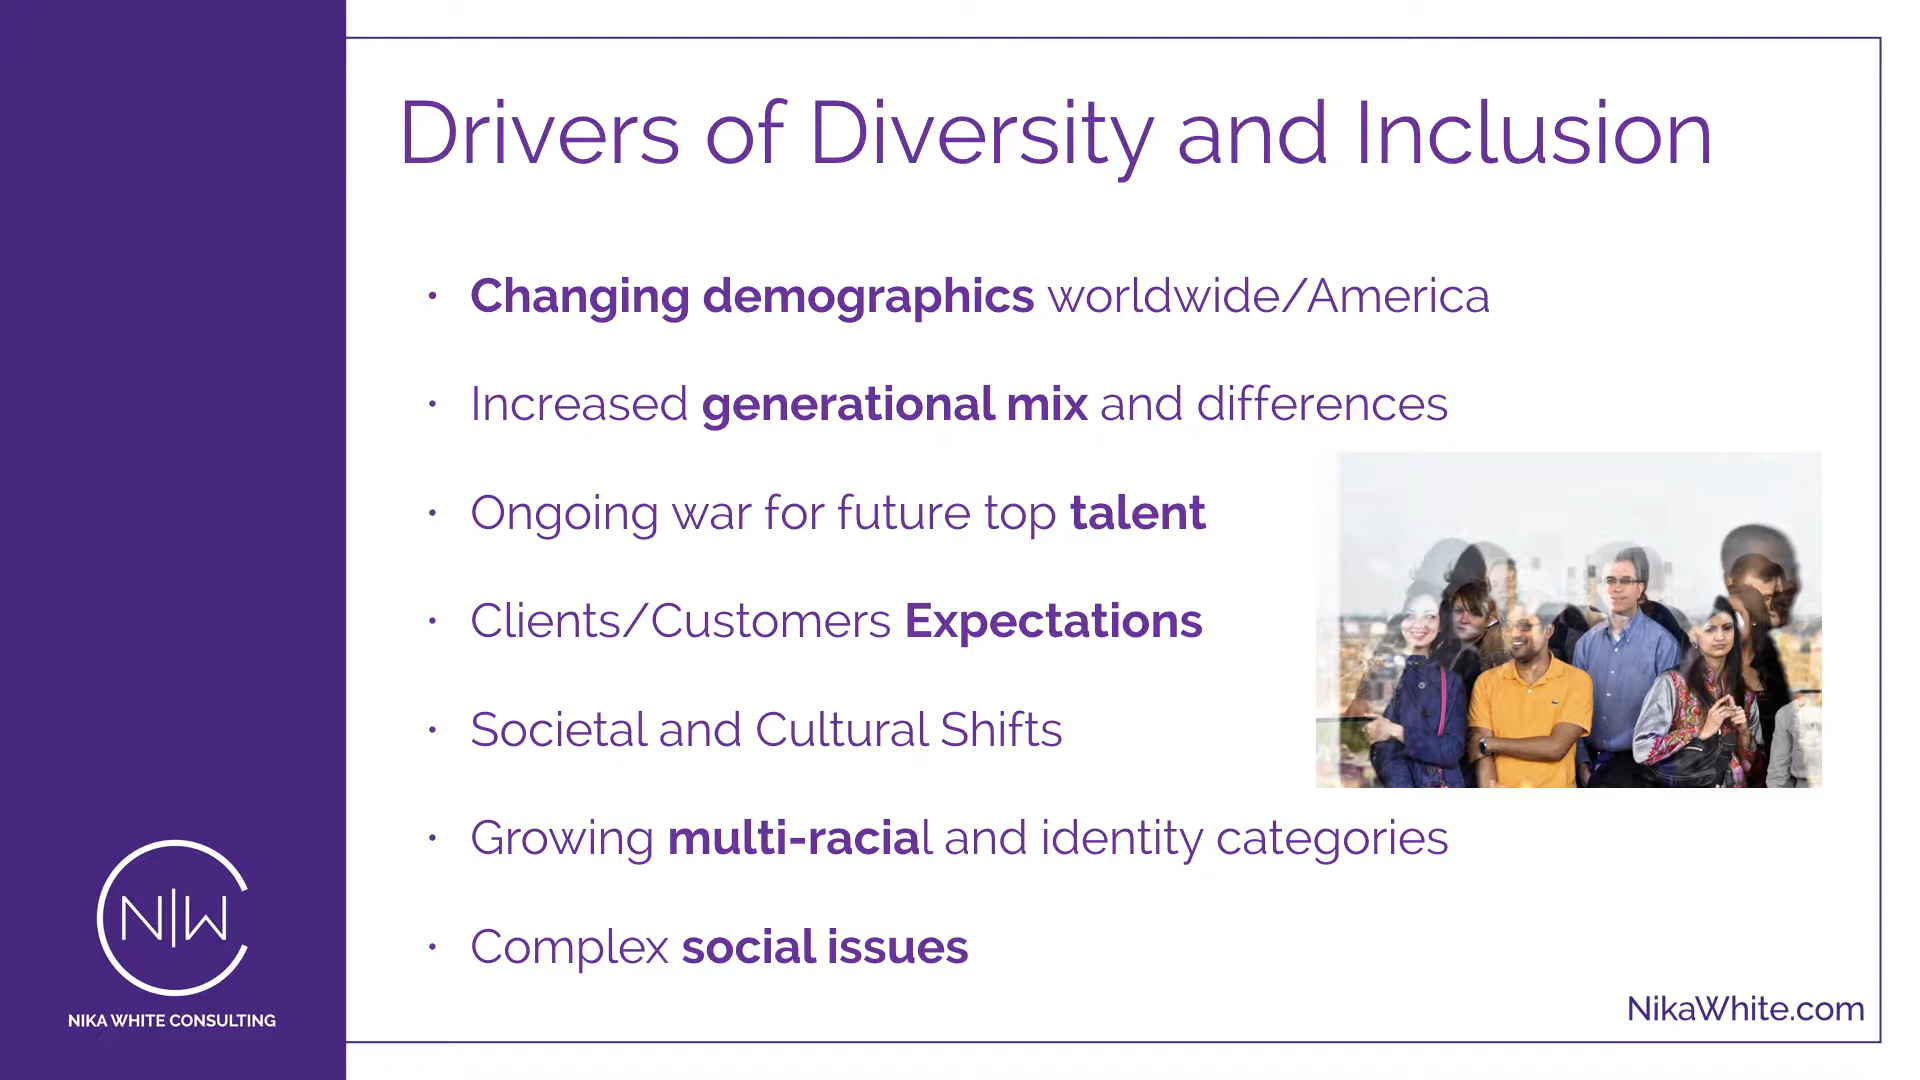 Drivers of Diversity and Inclusion
· Changing demographics worldwide/America
· Increased generational mix and differences
· Ongoing war for future top talent
· Clients/Customers Expectations
· Societal and Cultural Shifts
· Growing multi-racial and identity categories
· Complex social issues
N|W
NIKA WHITE CONSULTING
NikaWhite.com